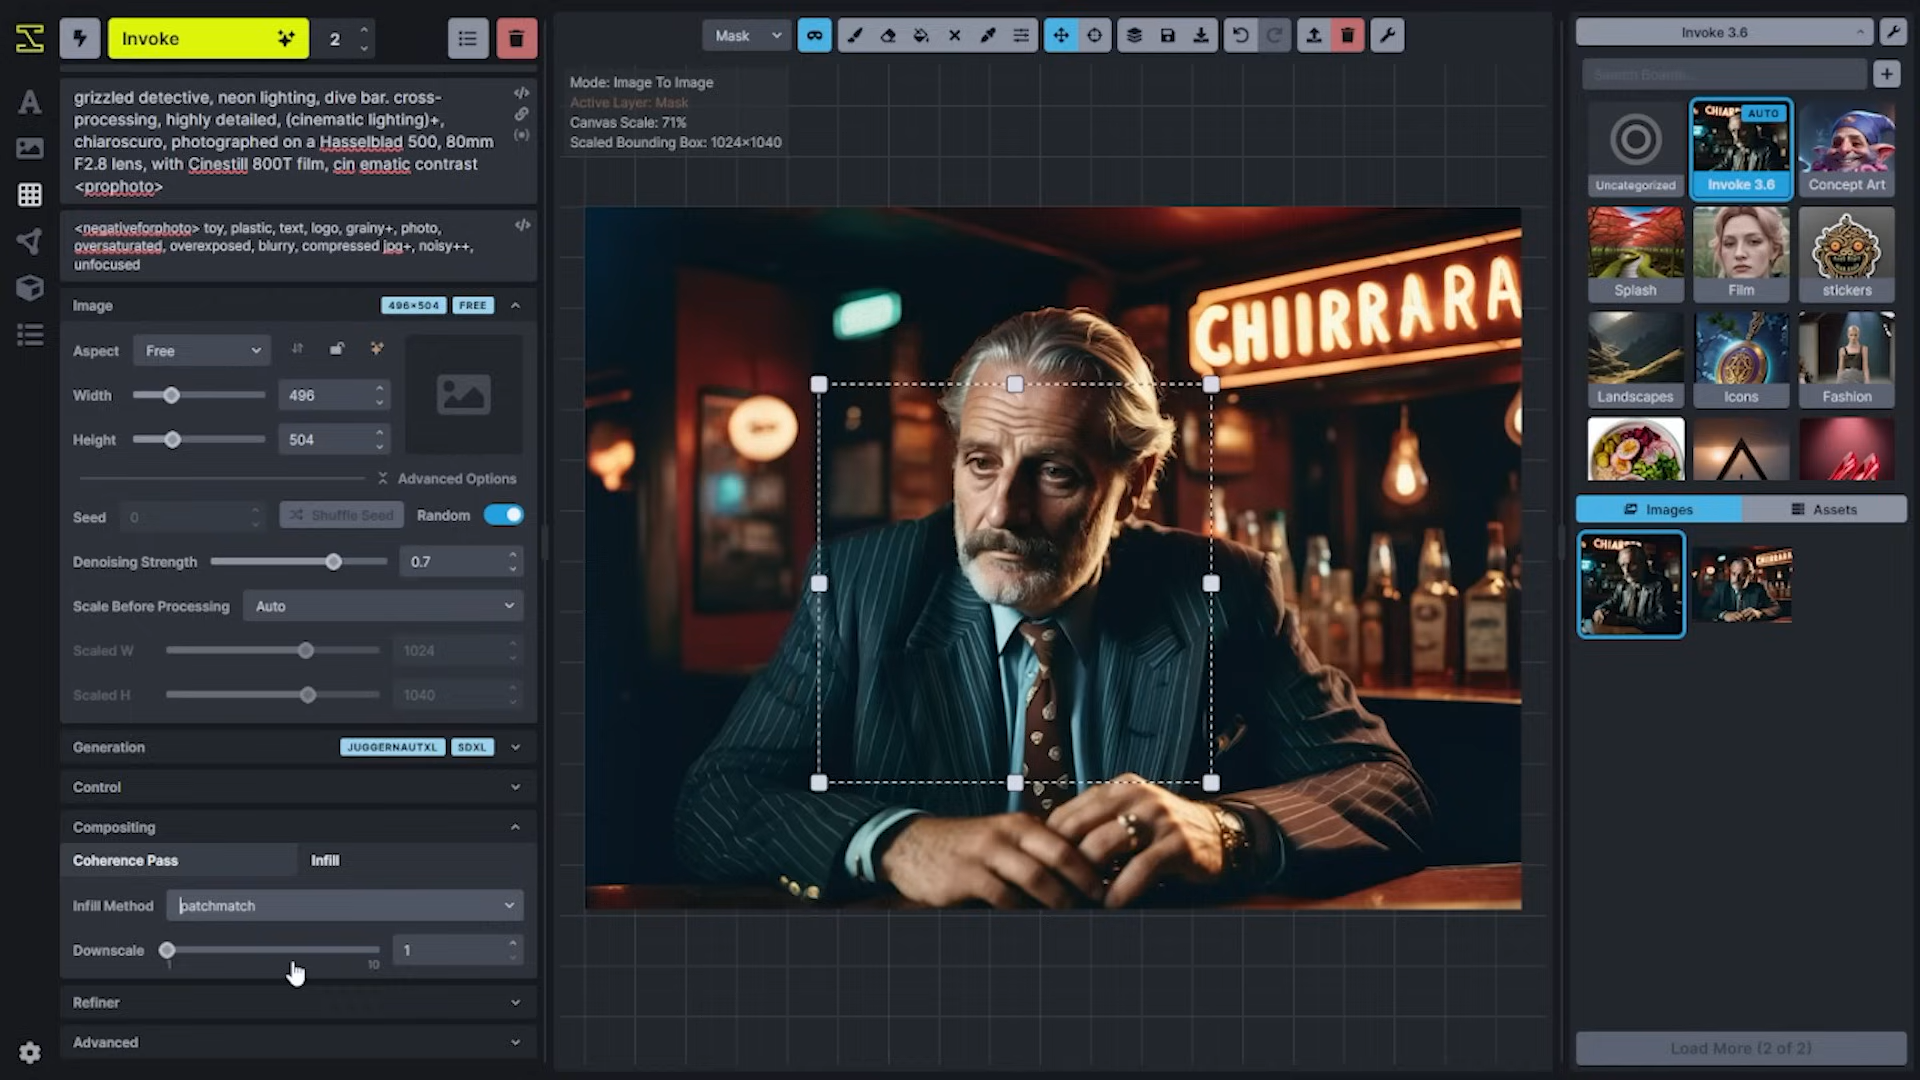 Invoke
2
grizzled detective, neon lighting, dive bar. cross-
processing, highly detailed, (cinematic lighting)+,
chiaroscuro, photographed on a Hasselblad 500, 80mm
F2.8 lens, with Cinestill 800T film, cin ematic contrast
<prophoto>
<negativeforphoto> toy, plastic, text, logo, grainy+, photo,
oversaturated, overexposed, blurry, compressed jpg+, noisy++,
unfocused
Image
496×504
FREE
Aspect
Free
Width
496
Height
504
Advanced Options
Seed
0
Shuffle Seed
Random
Denoising Strength
0.7
Scale Before Processing
Auto
Scaled W
1024
Scaled H
1040
Generation
JUGGERNAUTXL
SDXL
Control
Compositing
Coherence Pass
Infill
Infill Method
patchmatch
Downscale
1
1
10
Refiner
Advanced
Mask
Mode: Image To Image
Active Layer: Mask
Canvas Scale: 71%
Scaled Bounding Box: 1024×1040
CHIIRRARA
Invoke 3.6
Search Boards...
Uncategorized
AUTO
Invoke 3.6
Concept Art
Splash
Film
stickers
Landscapes
Icons
Fashion
Images
Assets
Load More (2 of 2)